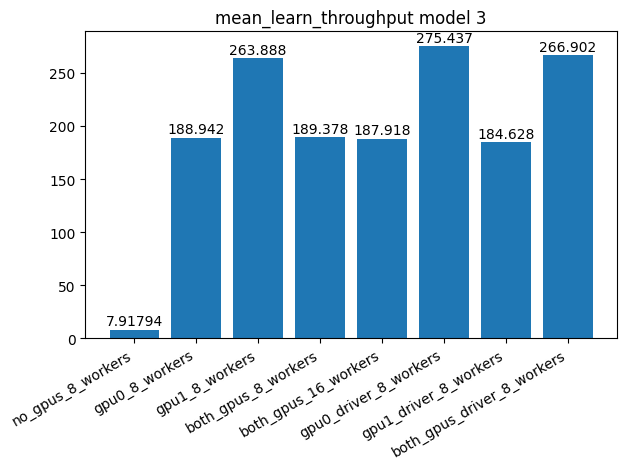 mean_learn_throughput model 3
250
200
150
100
50
0
7.91794
188.942
263.888
189.378
187.918
275.437
184.628
266.902
no_gpus_8_workers
gpu0_8_workers
gpu1_8_workers
both_gpus_8_workers
both_gpus_16_workers
gpu0_driver_8_workers
gpu1_driver_8_workers
both_gpus_driver_8_workers